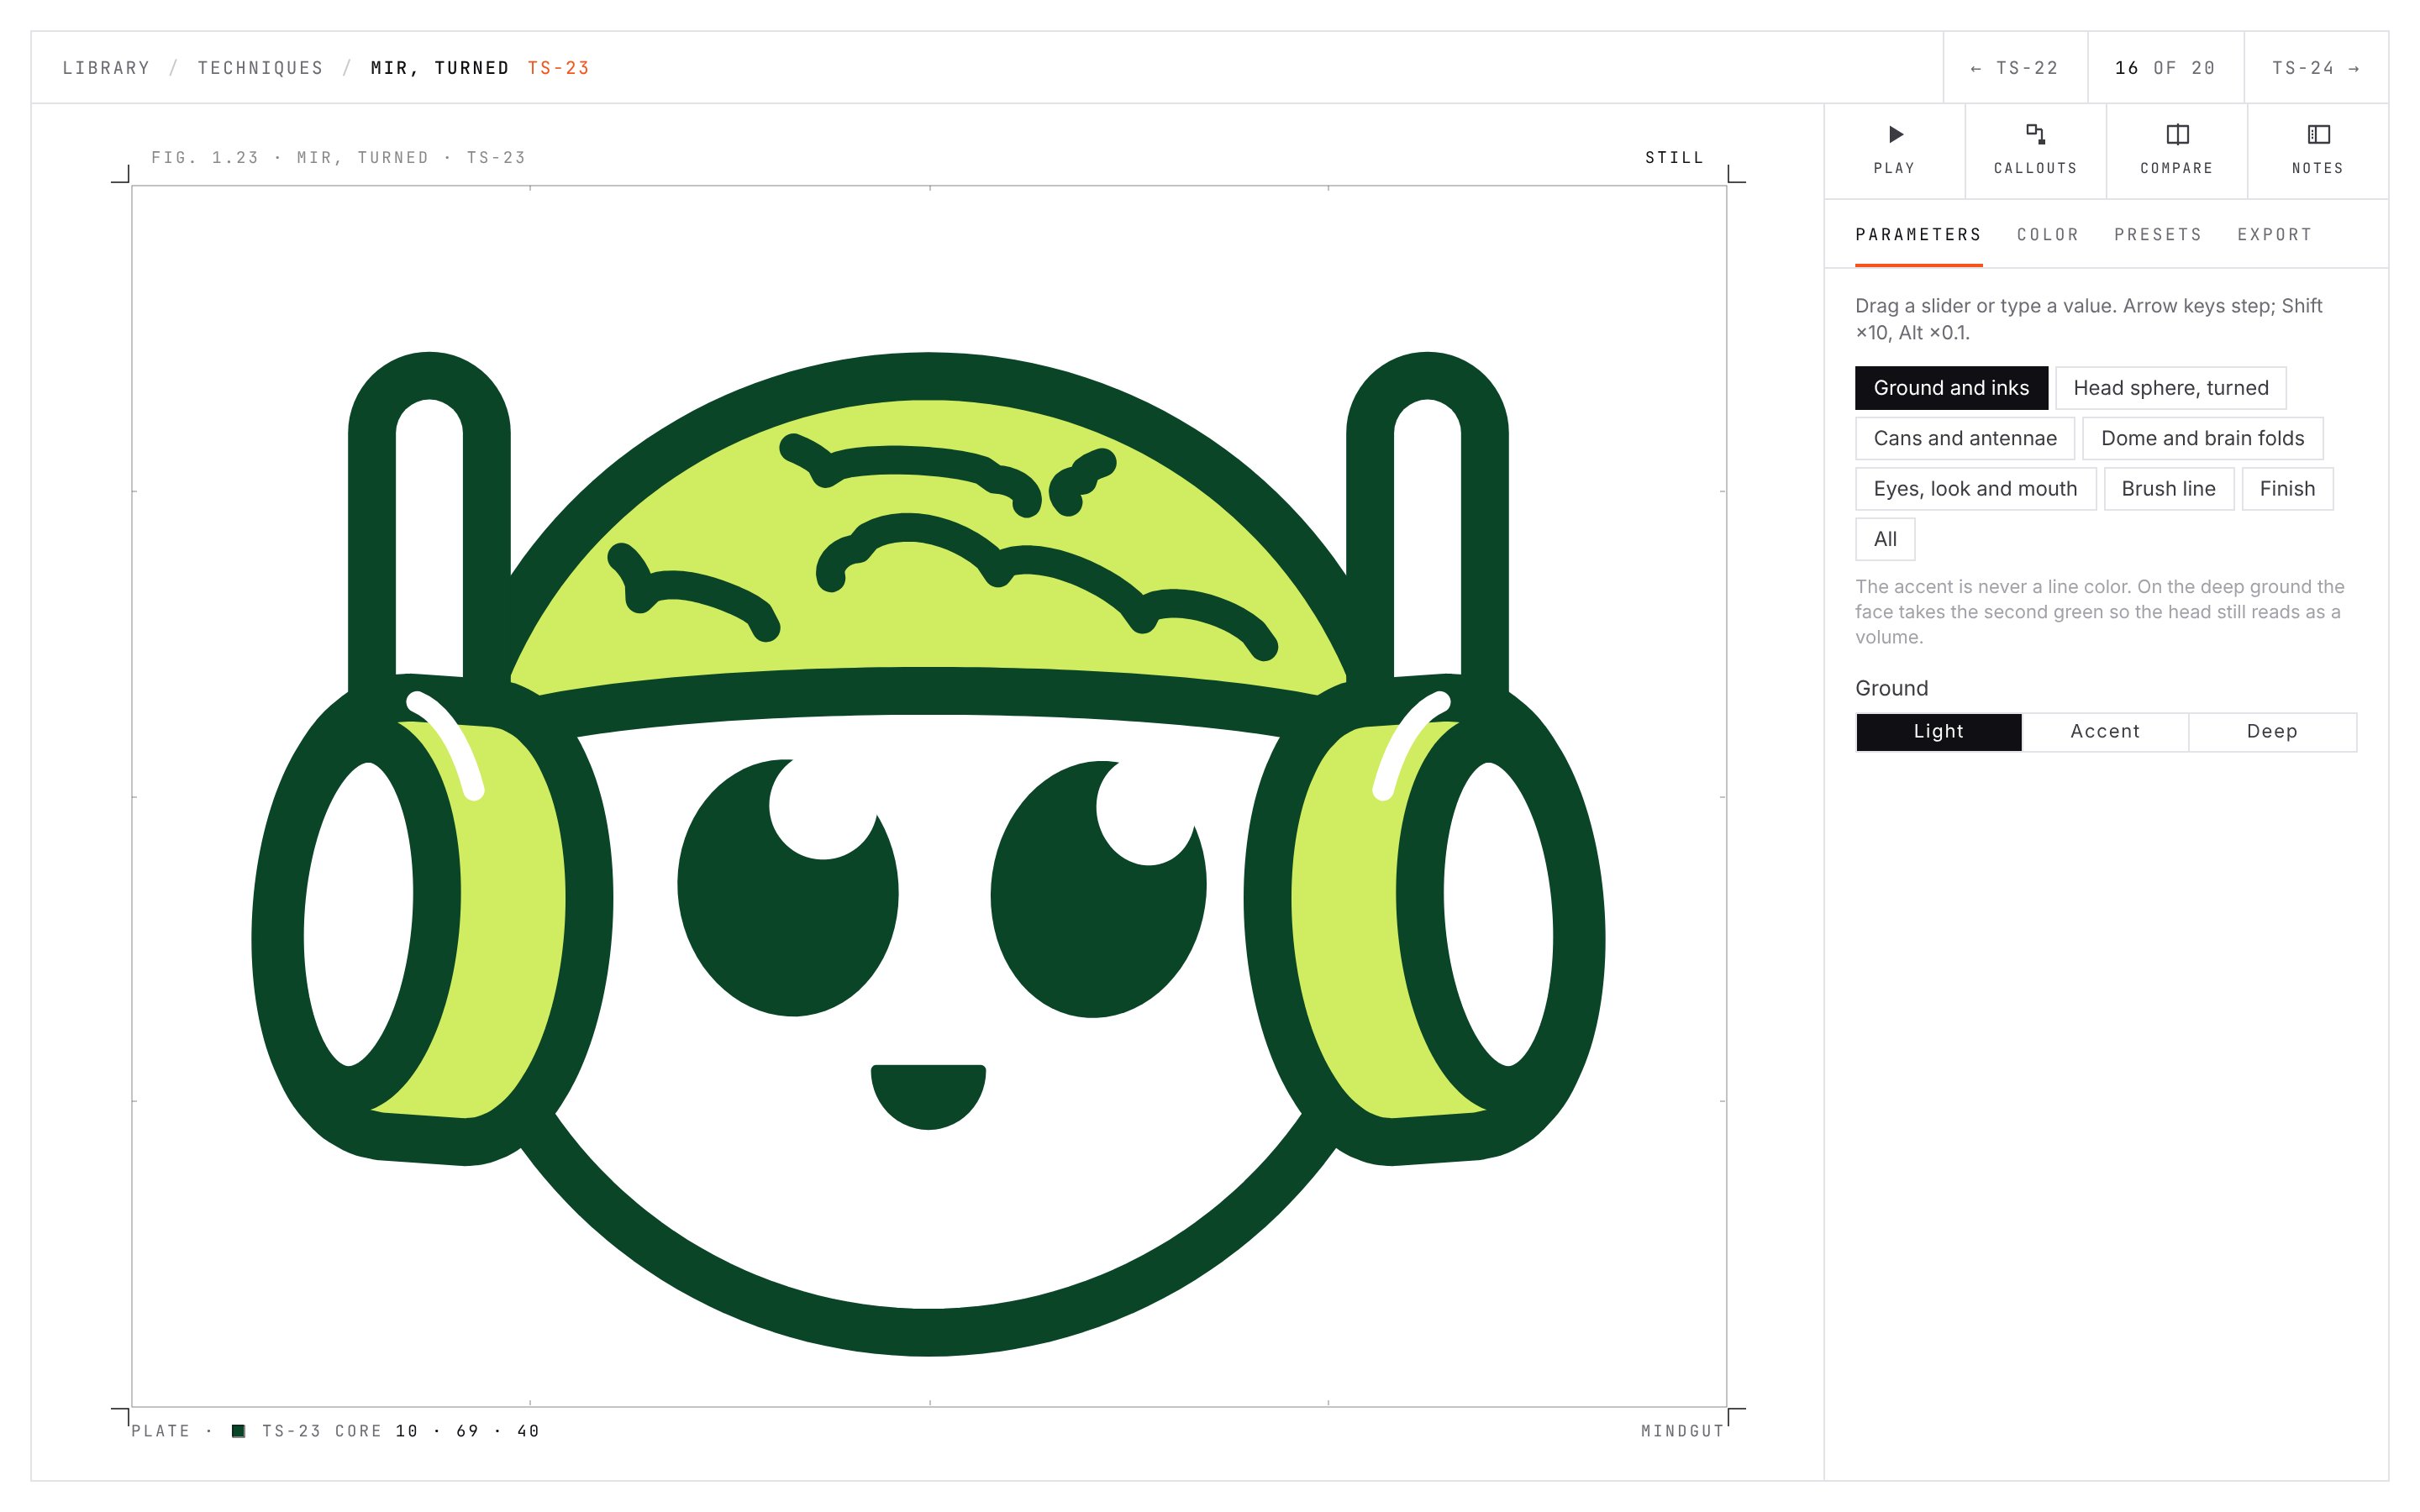 LIBRARY / TECHNIQUES / MIR, TURNED TS-23
← TS-22
16 OF 20
TS-24 →
FIG. 1.23 · MIR, TURNED · TS-23
STILL
PLAY
CALLOUTS
COMPARE
NOTES
PARAMETERS
COLOR
PRESETS
EXPORT
Drag a slider or type a value. Arrow keys step; Shift
×10, Alt ×0.1.
Ground and inks
Head sphere, turned
Cans and antennae
Dome and brain folds
Eyes, look and mouth
Brush line
Finish
All
The accent is never a line color. On the deep ground the
face takes the second green so the head still reads as a
volume.
Ground
Light
Accent
Deep
PLATE · TS-23 CORE 10 · 69 · 40
MINDGUT